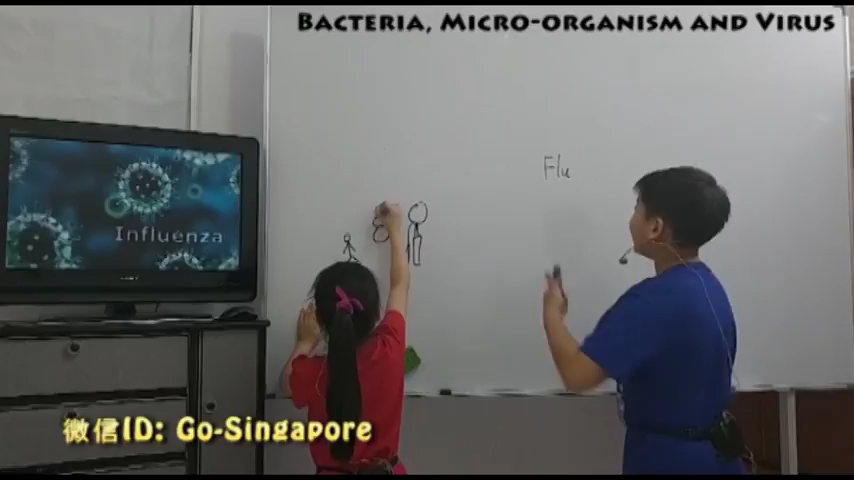 BACTERIA, MICRO-ORGANISM AND VIRUS
Flu
Influenza
微信ID: Go-Singapore